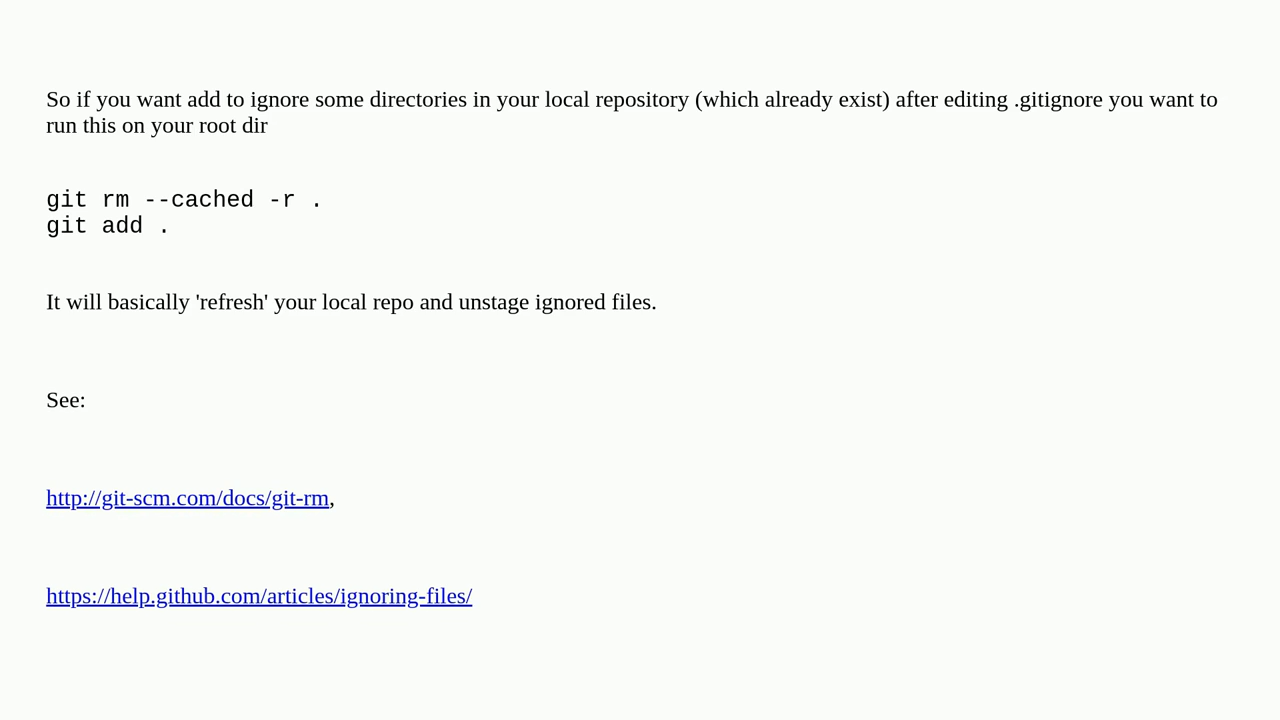 So if you want add to ignore some directories in your local repository (which already exist) after editing .gitignore you want to
run this on your root dir
git rm --cached -r .
git add .
It will basically 'refresh' your local repo and unstage ignored files.
See:
http://git-scm.com/docs/git-rm,
https://help.github.com/articles/ignoring-files/